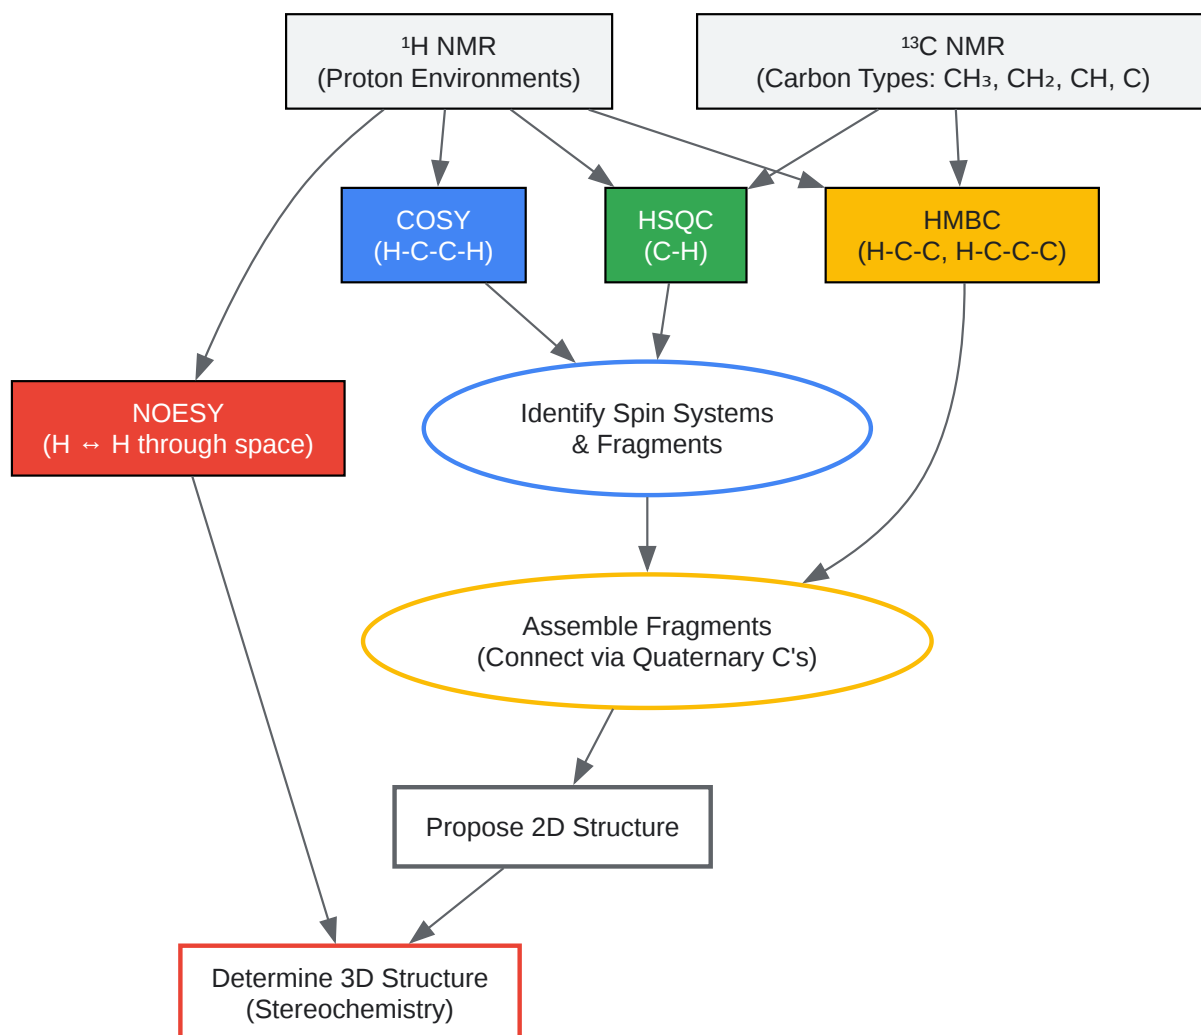 ¹H NMR
(Proton Environments)
¹³C NMR
(Carbon Types: CH₃, CH₂, CH, C)
COSY
(H-C-C-H)
HSQC
(C-H)
HMBC
(H-C-C, H-C-C-C)
NOESY
(H ↔ H through space)
Identify Spin Systems
& Fragments
Assemble Fragments
(Connect via Quaternary C's)
Propose 2D Structure
Determine 3D Structure
(Stereochemistry)